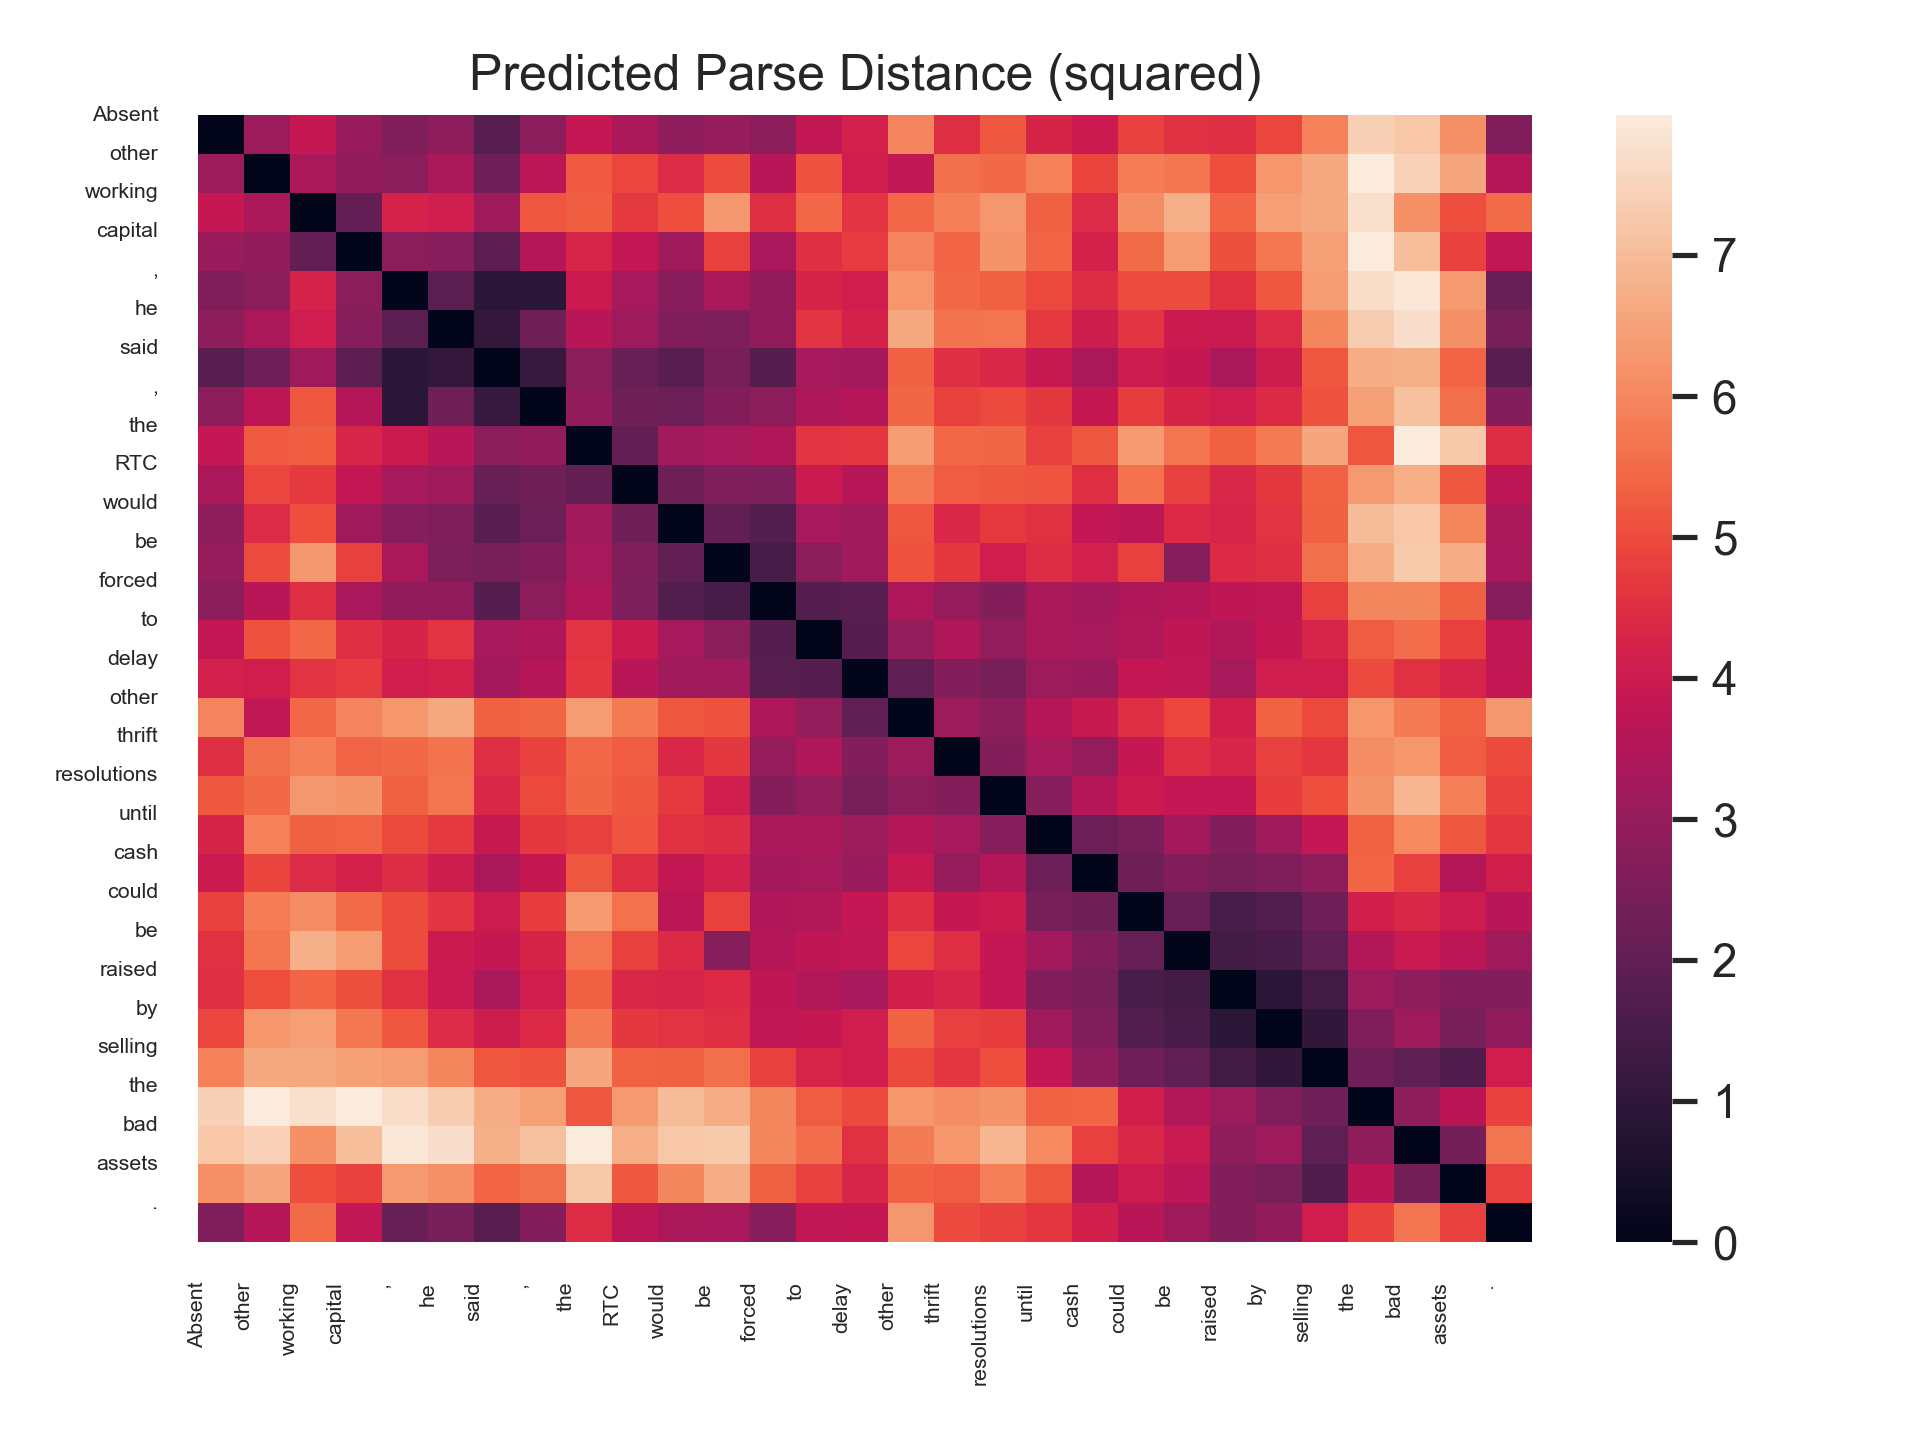 Predicted Parse Distance (squared)
Absent
other
working
capital
,
he
said
,
the
RTC
would
be
forced
to
delay
other
thrift
resolutions
until
cash
could
be
raised
by
selling
the
bad
assets
.
7
6
5
4
3
2
1
0
Absent
other
working
capital
,
he
said
,
the
RTC
would
be
forced
to
delay
other
thrift
resolutions
until
cash
could
be
raised
by
selling
the
bad
assets
.